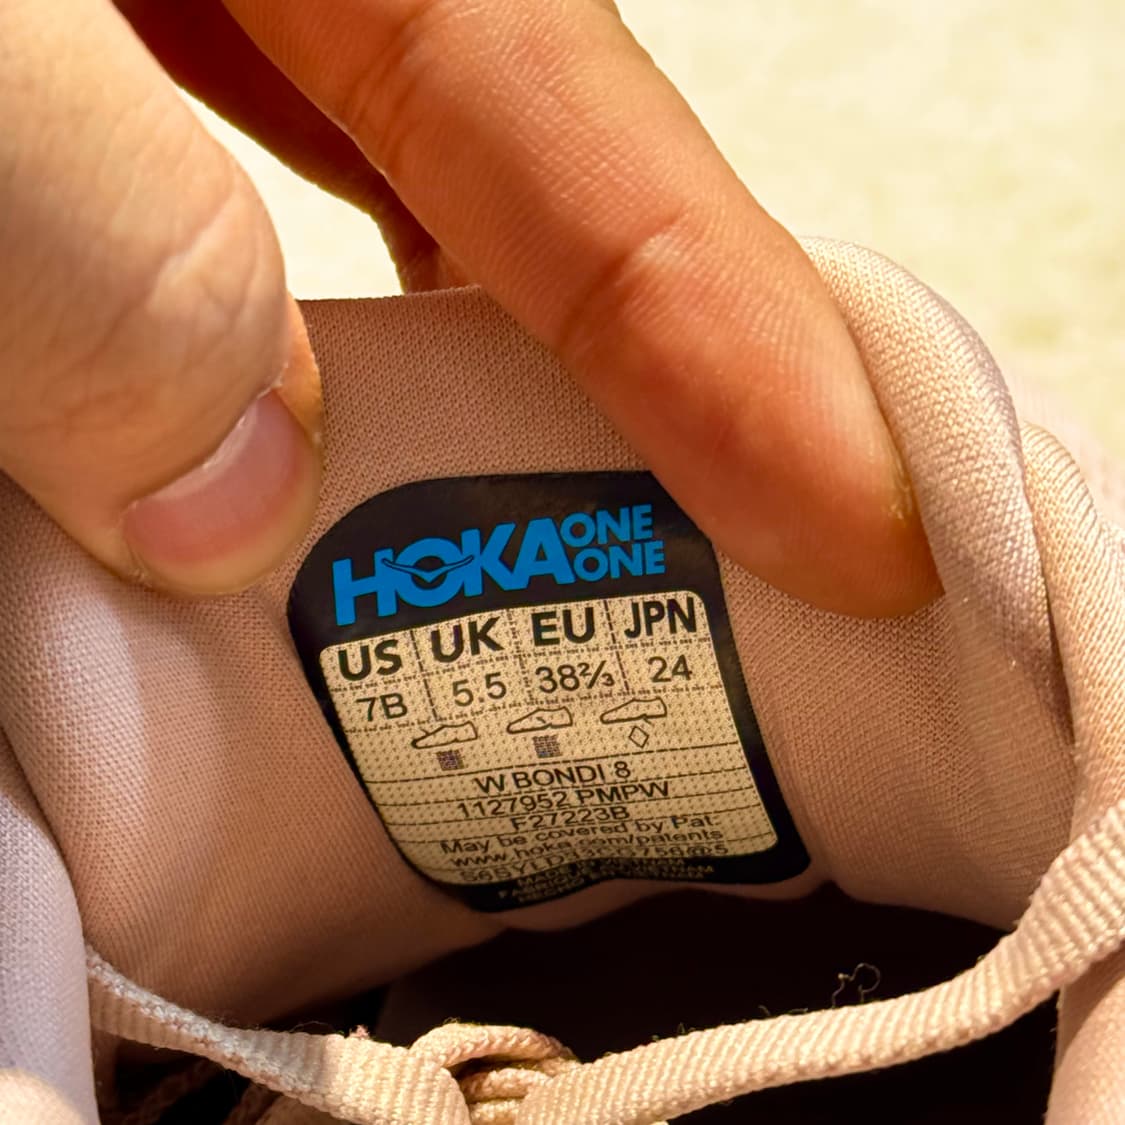 HOKA ONE ONE
US UK EU JPN
7B 5.5 38⅔ 24
W BONDI 8
1127952 PMPW
F27223B
May be covered by Pat:
www.hoka.com/patents